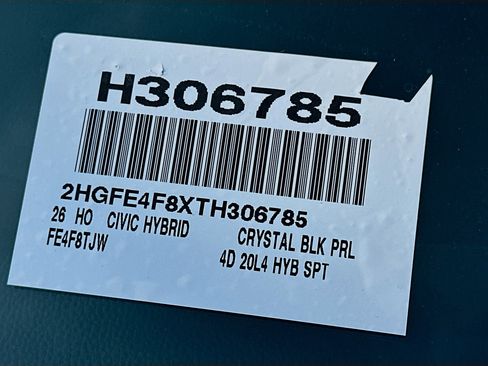 H306785
2HGFE4F8XTH306785
26 HO CIVIC HYBRID CRYSTAL BLK PRL
FE4F8TJW 4D 20L4 HYB SPT